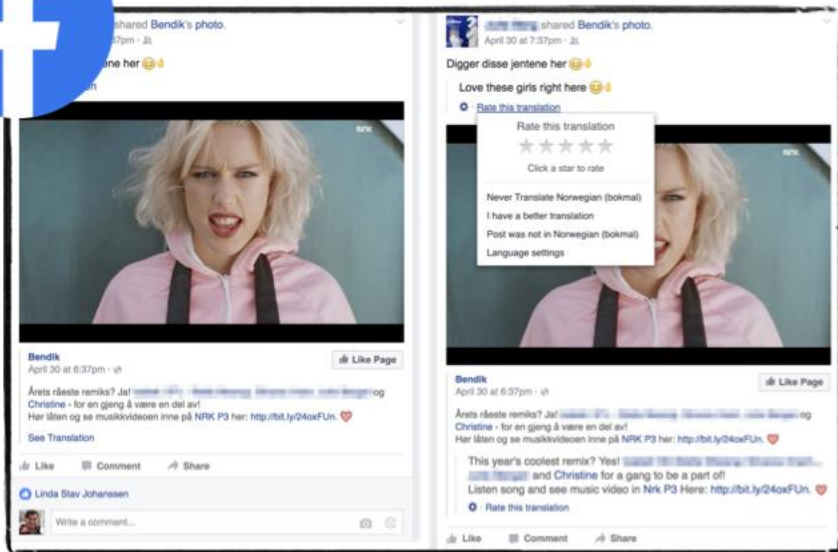 shared Bendik's photo.
37pm
ene her
NRK
Bendik
April 30 at 6:37pm
Like Page
Årets råeste remiks? Ja!
og
Christine - for en gjeng å være en del av!
Hør låten og se musikkvideoen inne på NRK P3 her: http://bit.ly/24oxFUn.
See Translation
Like Comment Share
Linda Stav Johanssen
Write a comment...
shared Bendik's photo.
April 30 at 7:37pm
Digger disse jentene her
Love these girls right here
Rate this translation
Rate this translation
Click a star to rate
Never Translate Norwegian (bokmal)
I have a better translation
Post was not in Norwegian (bokmal)
Language settings
NRK
Bendik
April 30 at 6:37pm
Like Page
Årets råeste remiks? Ja!
og
Christine - for en gjeng å være en del av!
Hør låten og se musikkvideoen inne på NRK P3 her: http://bit.ly/24oxFUn.
This year's coolest remix? Yes!
and Christine for a gang to be a part of!
Listen song and see music video in Nrk P3 Here: http://bit.ly/24oxFUn.
Rate this translation
Like Comment Share